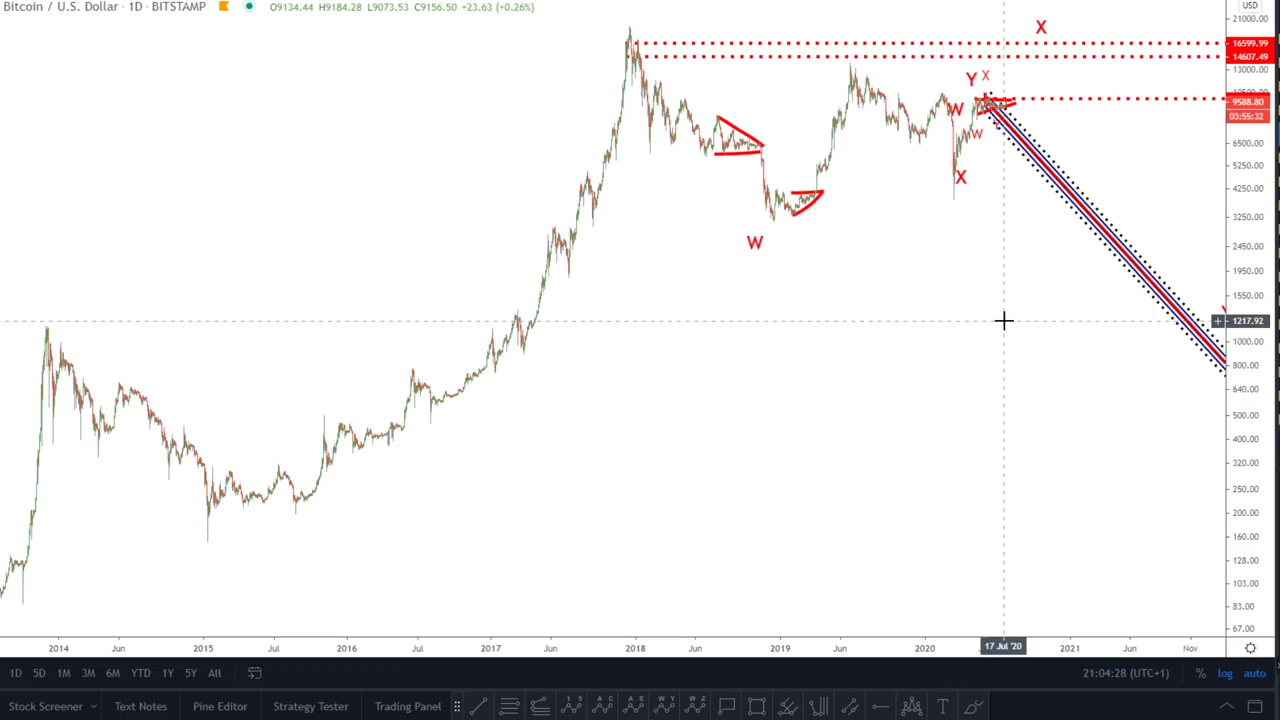 Bitcoin / U.S. Dollar · 1D · BITSTAMP O9134.44 H9184.28 L9073.53 C9156.50 +23.63 (+0.26%)
USD
21000.00
16599.99
14607.49
13000.00
10500.00
9588.80
03:55:32
6500.00
5250.00
4250.00
3250.00
2450.00
1950.00
1550.00
1217.92
1000.00
800.00
640.00
500.00
400.00
320.00
250.00
200.00
160.00
128.00
103.00
83.00
67.00
X
Y X
W
W
X
W
2014 Jun 2015 Jul 2016 Jul 2017 Jun 2018 Jun 2019 Jun 2020 17 Jul '20 2021 Jun Nov
1D 5D 1M 3M 6M YTD 1Y 5Y All 21:04:28 (UTC+1) % log auto
Stock Screener Text Notes Pine Editor Strategy Tester Trading Panel